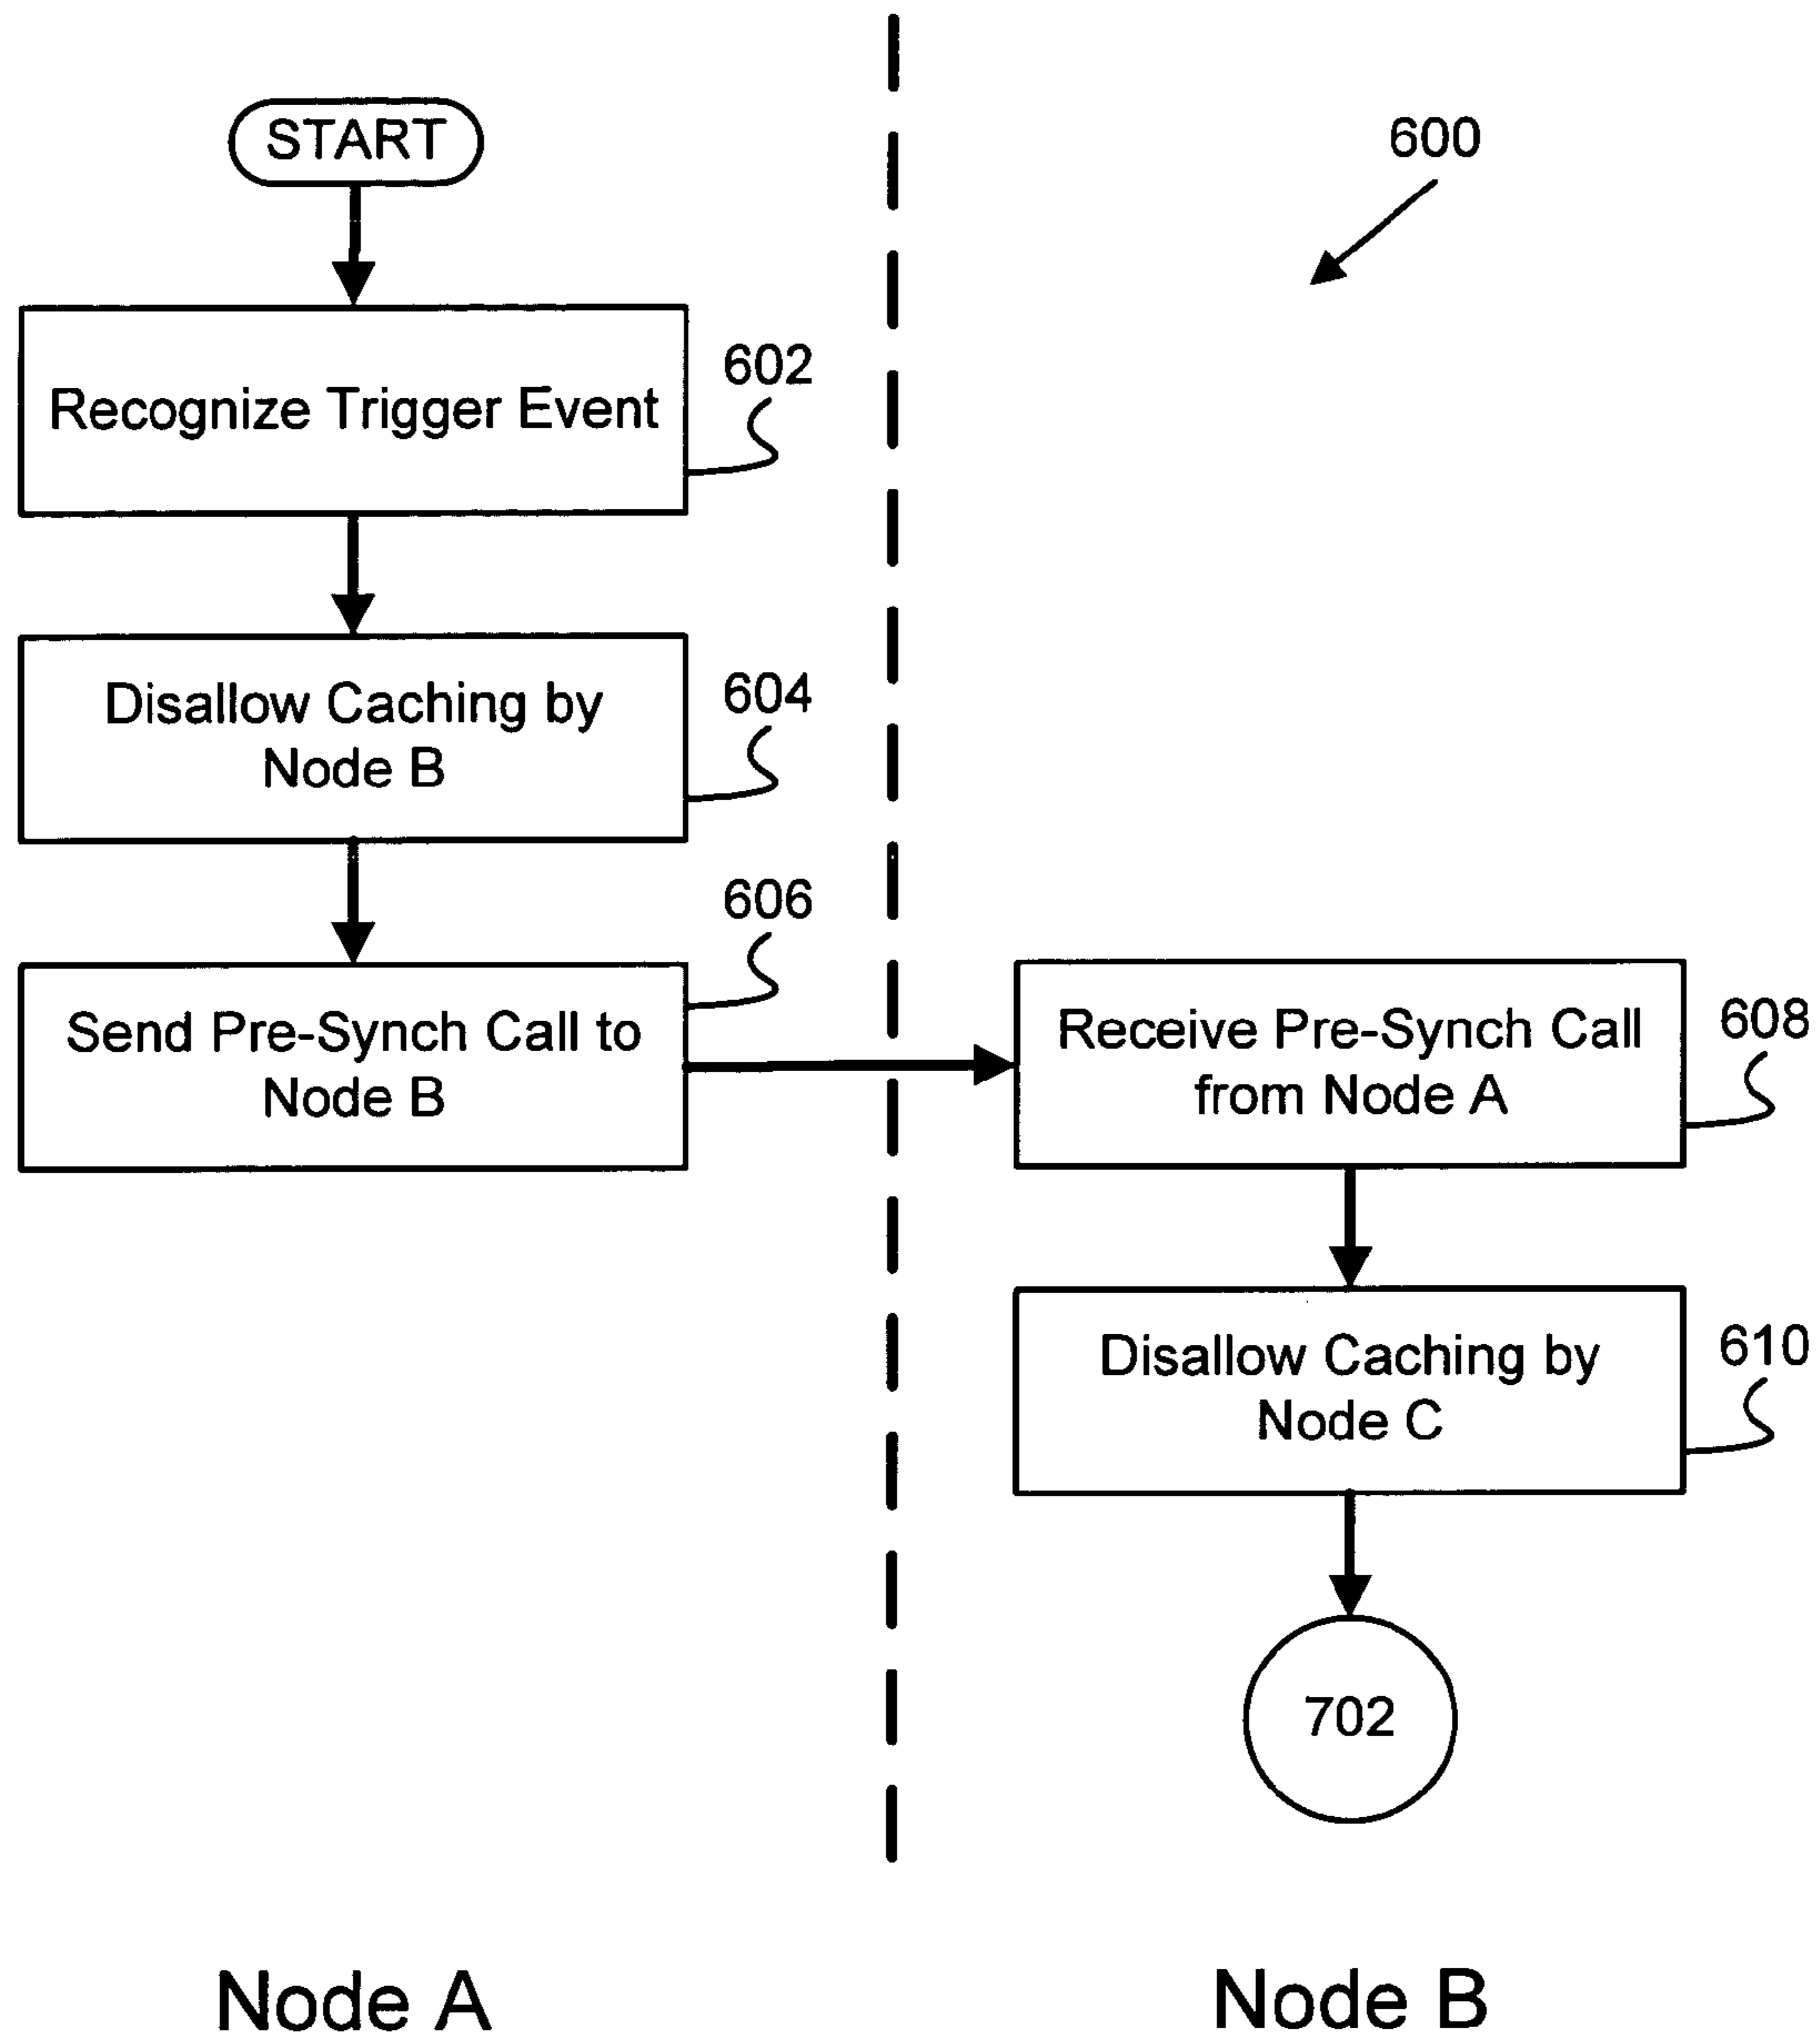 START
600
Recognize Trigger Event
602
Disallow Caching by
Node B
604
Send Pre-Synch Call to
Node B
606
Receive Pre-Synch Call
from Node A
608
Disallow Caching by
Node C
610
702
Node A
Node B